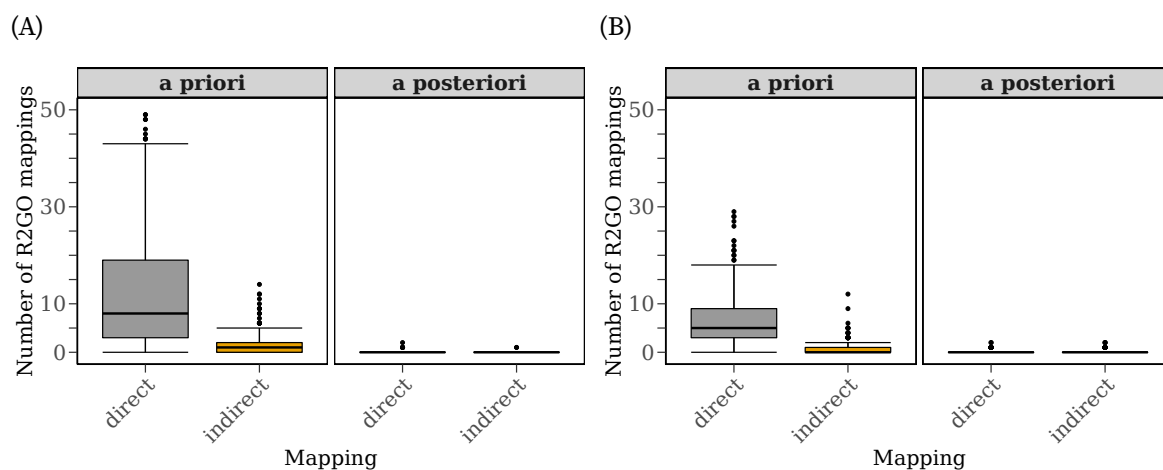 (A)
a priori
a posteriori
Number of R2GO mappings
50
30
10
0
direct
indirect
direct
indirect
Mapping
(B)
a priori
a posteriori
Number of R2GO mappings
50
30
10
0
direct
indirect
direct
indirect
Mapping